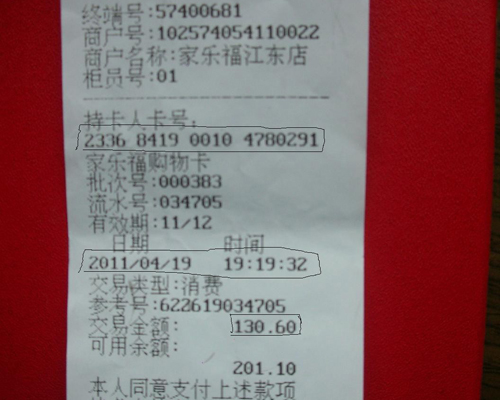 终端号:57400681
商户号:102574054110022
商户名称:家乐福江东店
柜员号:01
持卡人卡号:
2336 8419 0010 4780291
家乐福购物卡
批次号:000383
流水号:034705
有效期:11/12
日期 时间
2011/04/19 19:19:32
交易类型:消费
参考号:622619034705
交易金额: 130.60
可用余额:
201.10
本人同意支付上述款项